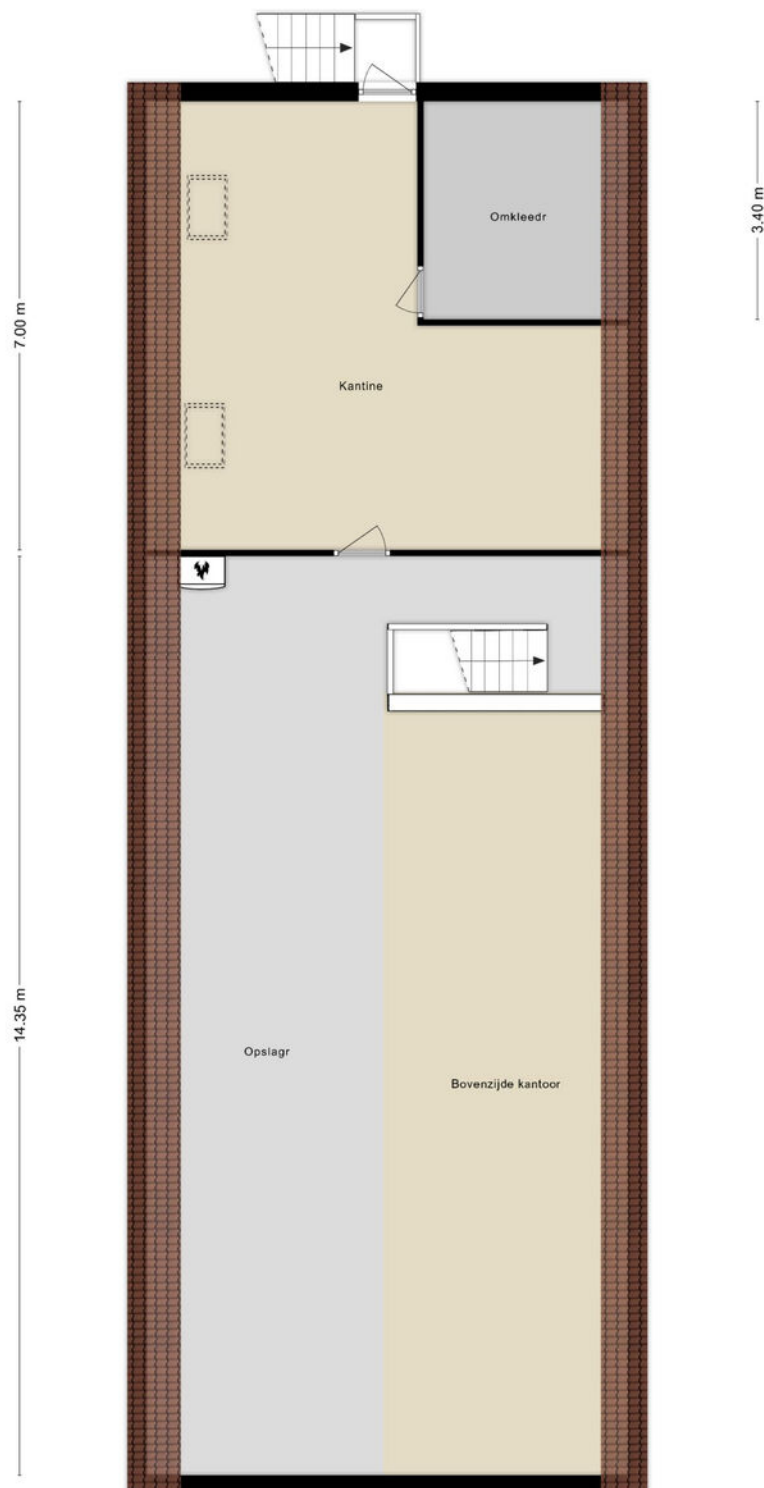 Omkleedr
3.40 m
7.00 m
Kantine
14.35 m
Opslagr
Bovenzijde kantoor